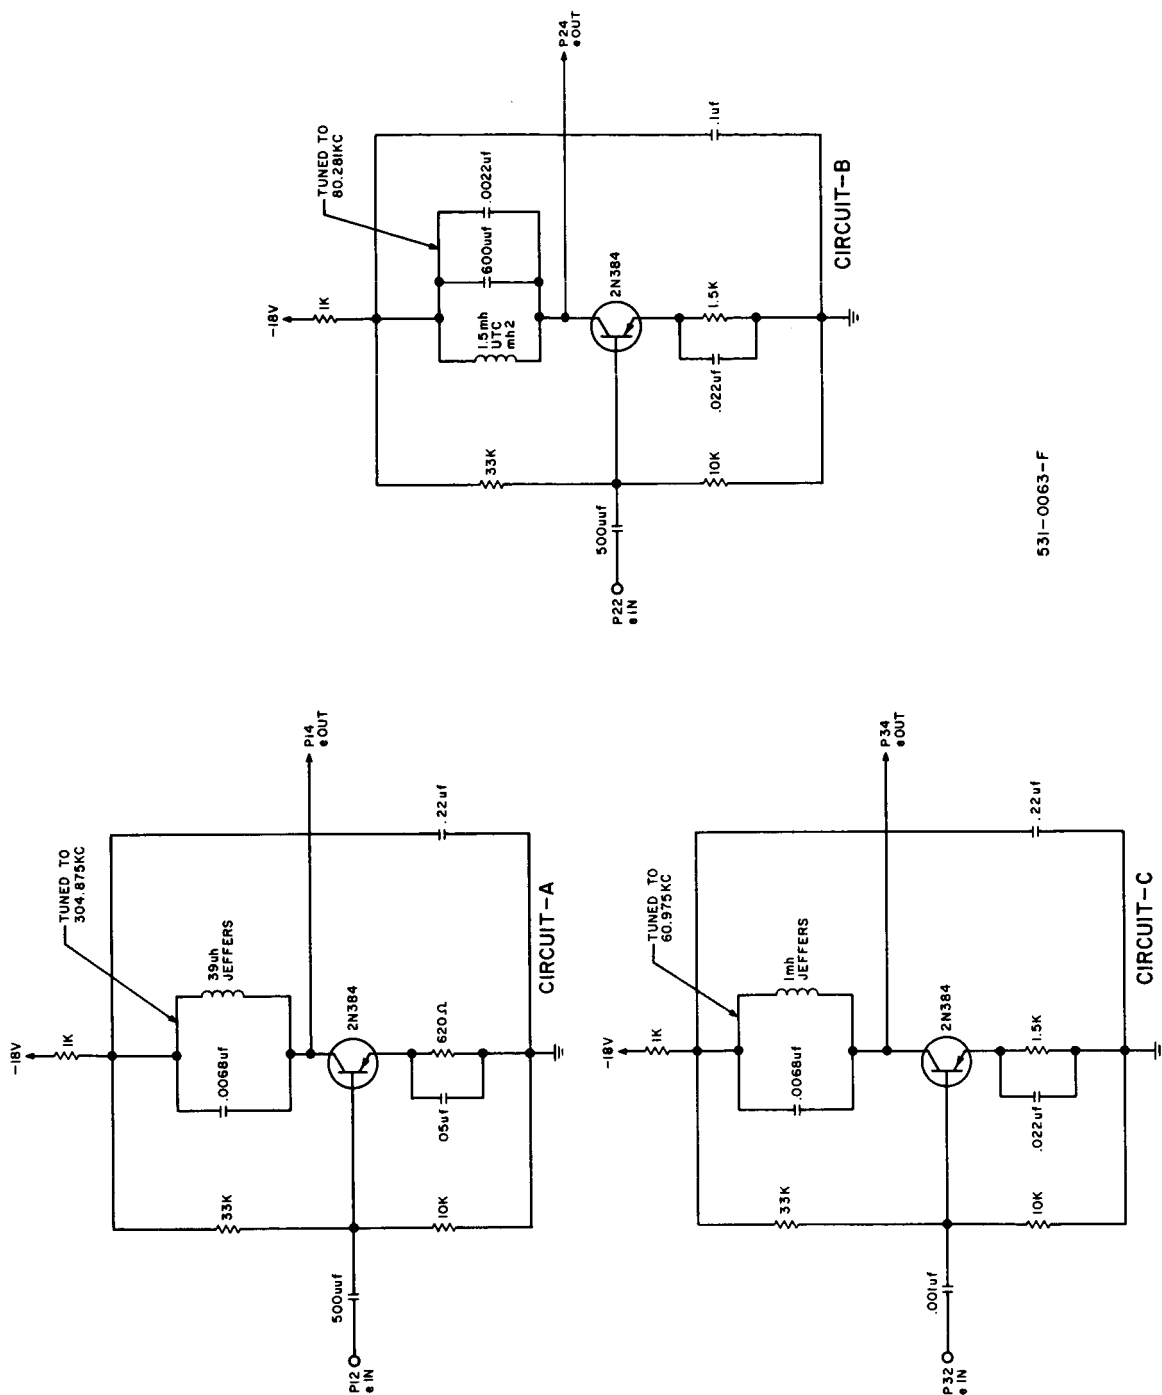 -18V
1K
TUNED TO
304.875KC
.0068uf
39uh
JEFFERS
33K
P14
eOUT
2N384
500uuf
P12
eIN
10K
05uf
620Ω
.22uf
CIRCUIT-A
-18V
1K
TUNED TO
80.281KC
1.5mh
UTC
mh2
600uuf
.0022uf
33K
P24
eOUT
2N384
500uuf
P22
eIN
10K
.022uf
1.5K
.1uf
CIRCUIT-B
-18V
1K
TUNED TO
60.975KC
.0068uf
1mh
JEFFERS
33K
P34
eOUT
2N384
.001uf
P32
eIN
10K
.022uf
1.5K
.22uf
CIRCUIT-C
531-0063-F